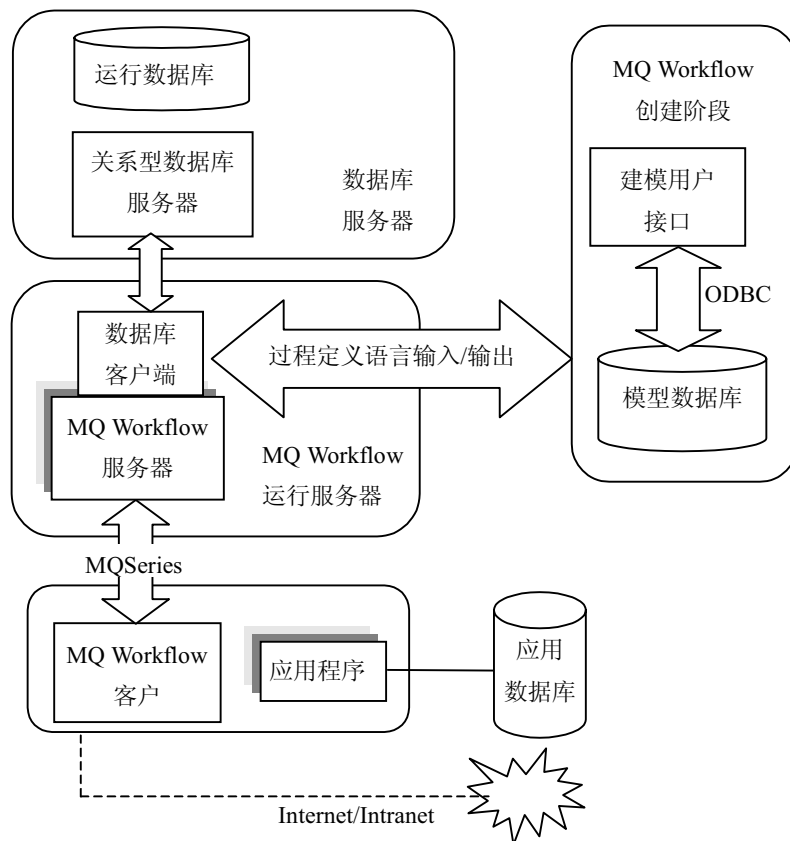 运行数据库
关系型数据库
服务器
数据库
服务器
MQ Workflow
创建阶段
建模用户
接口
ODBC
模型数据库
数据库
客户端
过程定义语言输入/输出
MQ Workflow
服务器
MQ Workflow
运行服务器
MQSeries
MQ Workflow
客户
应用程序
应用
数据库
Internet/Intranet